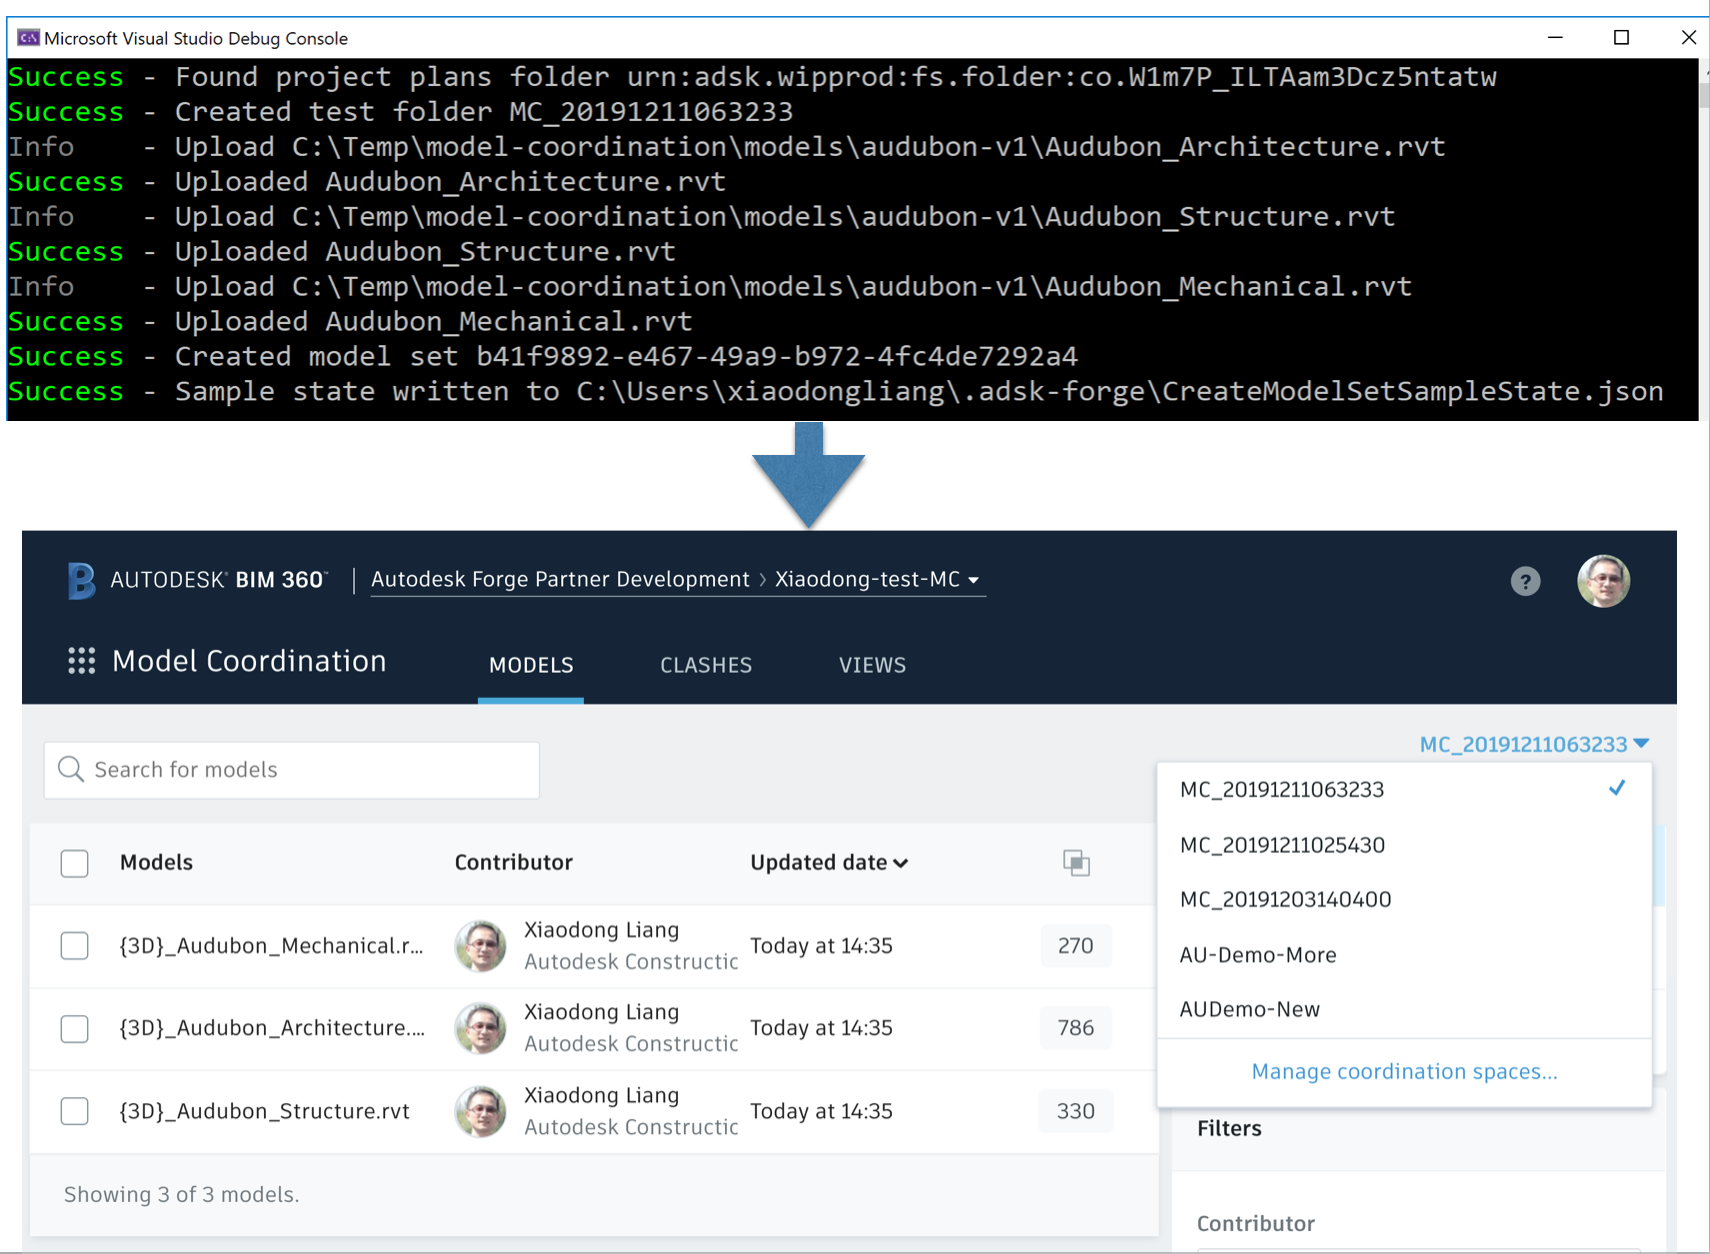 Microsoft Visual Studio Debug Console
Success - Found project plans folder urn:adsk.wipprod:fs.folder:co.W1m7P_ILTAam3Dcz5ntatw
Success - Created test folder MC_20191211063233
Info - Upload C:\Temp\model-coordination\models\audubon-v1\Audubon_Architecture.rvt
Success - Uploaded Audubon_Architecture.rvt
Info - Upload C:\Temp\model-coordination\models\audubon-v1\Audubon_Structure.rvt
Success - Uploaded Audubon_Structure.rvt
Info - Upload C:\Temp\model-coordination\models\audubon-v1\Audubon_Mechanical.rvt
Success - Uploaded Audubon_Mechanical.rvt
Success - Created model set b41f9892-e467-49a9-b972-4fc4de7292a4
Success - Sample state written to C:\Users\xiaodongliang\.adsk-forge\CreateModelSetSampleState.json
AUTODESK® BIM 360™ Autodesk Forge Partner Development › Xiaodong-test-MC
?
Model Coordination MODELS CLASHES VIEWS
MC_20191211063233
Search for models
MC_20191211063233
MC_20191211025430
MC_20191203140400
AU-Demo-More
AUDemo-New
Manage coordination spaces...
Models Contributor Updated date
{3D}_Audubon_Mechanical.r... Xiaodong Liang Today at 14:35 270
Autodesk Constructic
{3D}_Audubon_Architecture.... Xiaodong Liang Today at 14:35 786
Autodesk Constructic
{3D}_Audubon_Structure.rvt Xiaodong Liang Today at 14:35 330
Autodesk Constructic
Showing 3 of 3 models.
Filters
Contributor